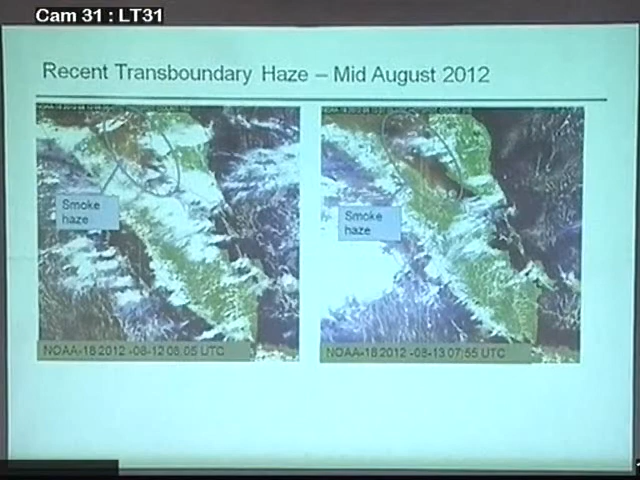 Cam 31 : LT31
Recent Transboundary Haze – Mid August 2012
Smoke
haze
Smoke
haze
NOAA-18 2012 -08-12 08:05 UTC
NOAA-18 2012 -08-13 07:55 UTC